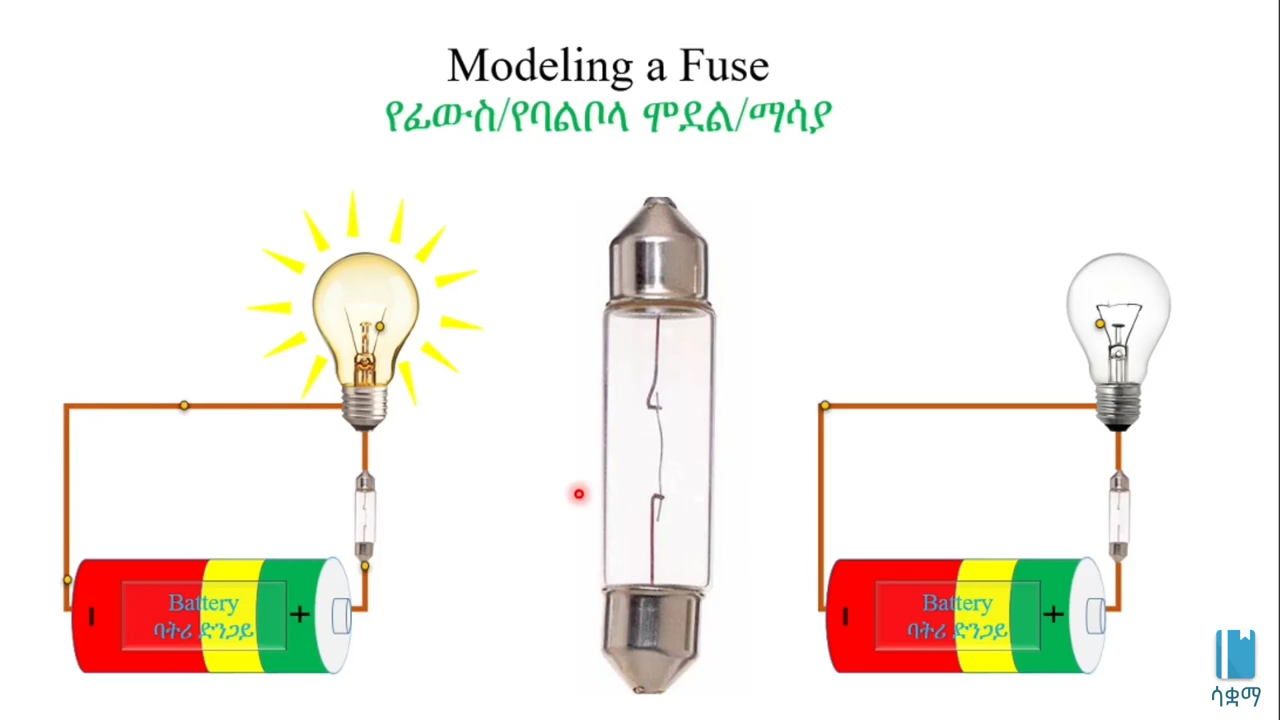 Modeling a Fuse
የፊውስ/የባልቦላ ሞደል/ማሳያ
Battery
ባትሪ ድንጋይ
Battery
ባትሪ ድንጋይ
ሳቋማ